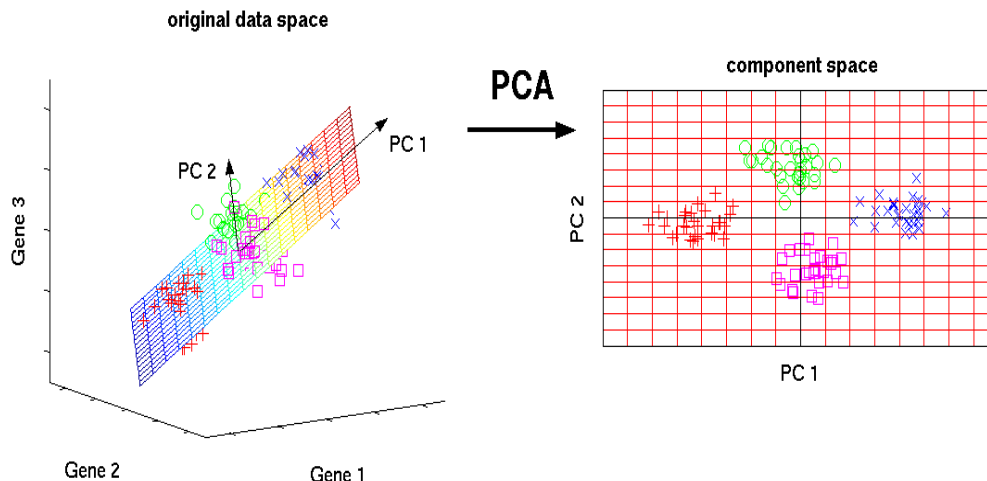 original data space
PC 1
PC 2
Gene 3
Gene 2
Gene 1
PCA
component space
PC 2
PC 1